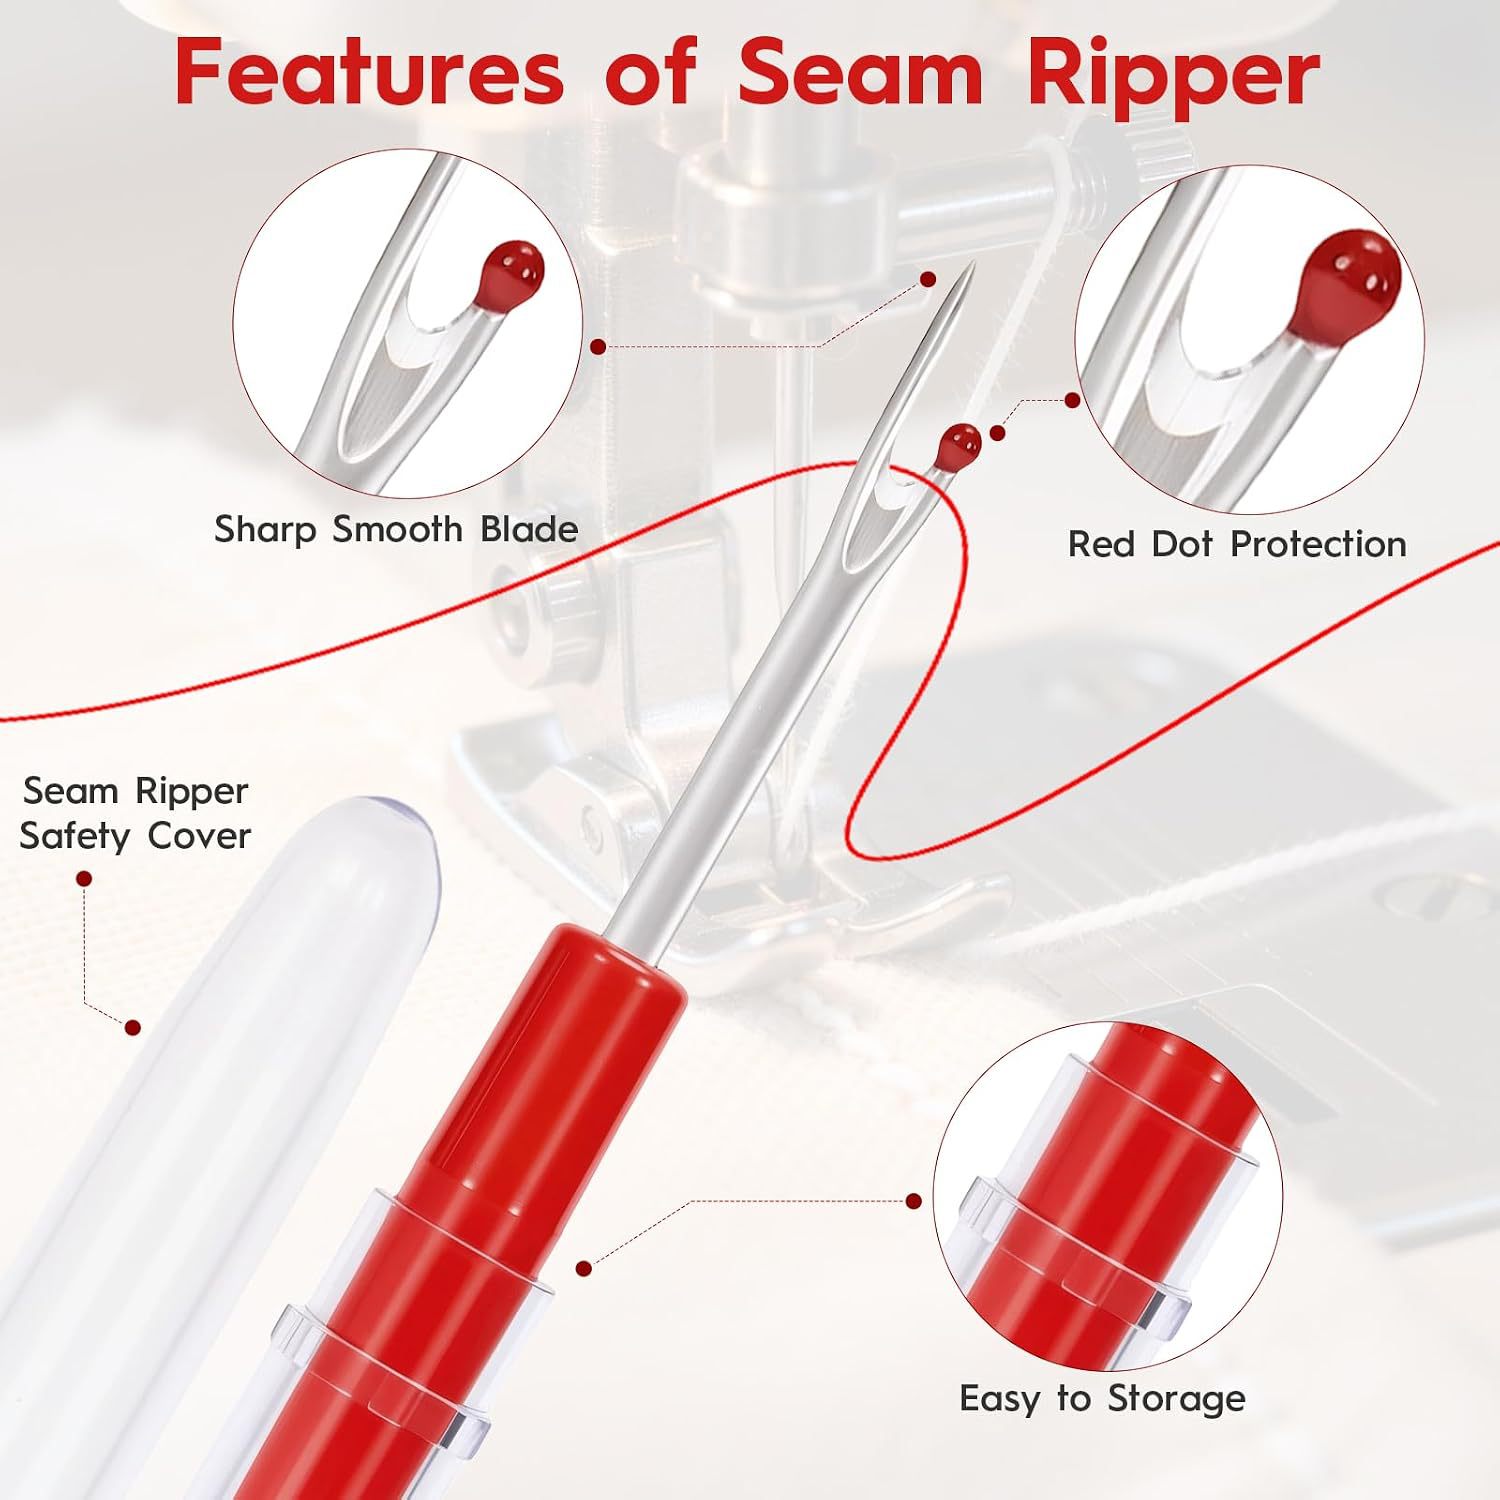 Features of Seam Ripper
Sharp Smooth Blade
Red Dot Protection
Seam Ripper
Safety Cover
Easy to Storage